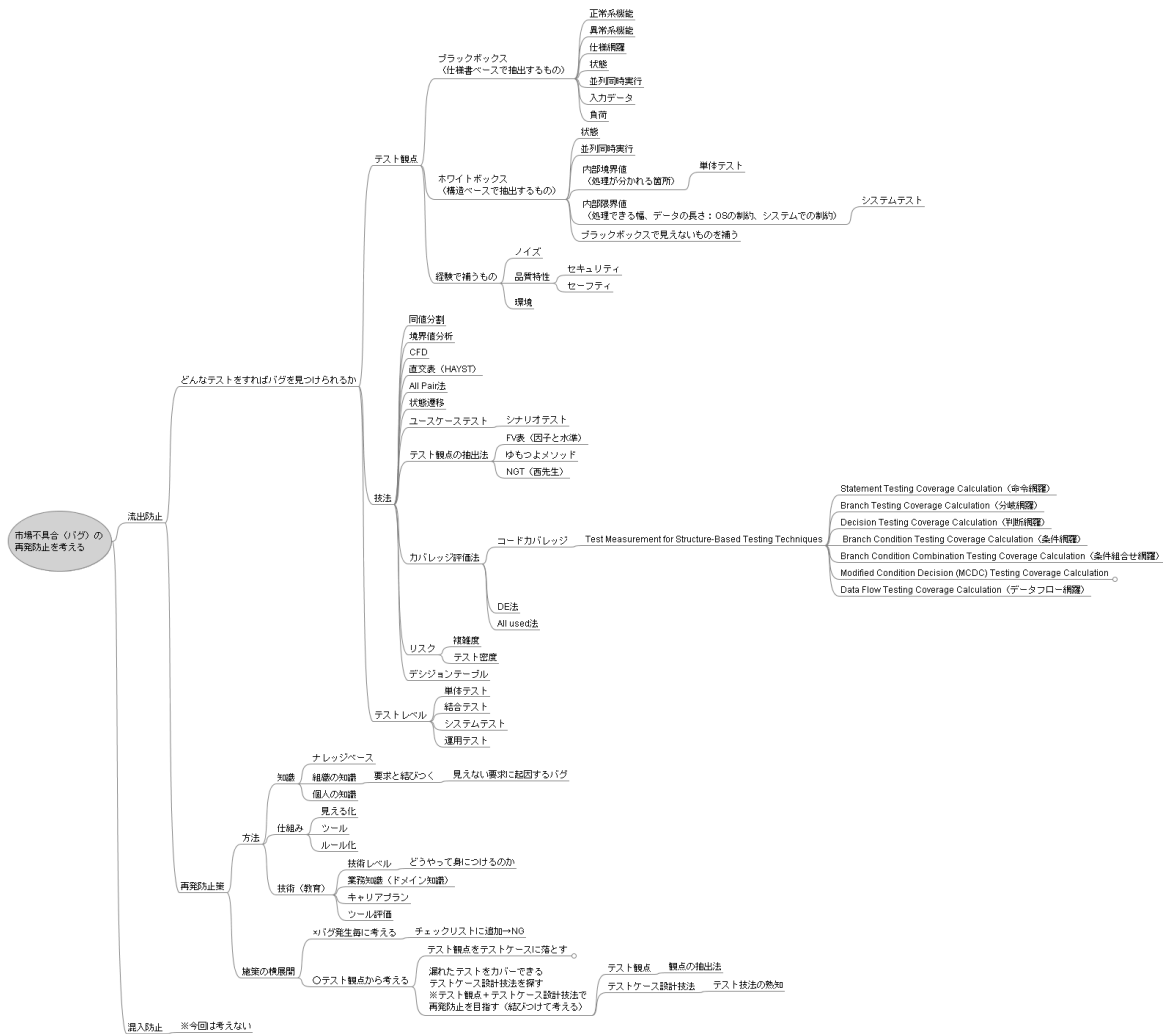 市場不具合（バグ）の
再発防止を考える
流出防止
どんなテストをすればバグを見つけられるか
テスト観点
ブラックボックス
（仕様書ベースで抽出するもの）
正常系機能
異常系機能
仕様網羅
状態
並列同時実行
入力データ
負荷
ホワイトボックス
（構造ベースで抽出するもの）
状態
並列同時実行
内部境界値
（処理が分かれる箇所）
単体テスト
内部限界値
（処理できる幅、データの長さ：OSの制約、システムでの制約）
システムテスト
ブラックボックスで見えないものを補う
経験で補うもの
ノイズ
品質特性
セキュリティ
セーフティ
環境
技法
同値分割
境界値分析
CFD
直交表（HAYST）
All Pair法
状態遷移
ユースケーステスト
シナリオテスト
テスト観点の抽出法
FV表（因子と水準）
ゆもつよメソッド
NGT（西先生）
カバレッジ評価法
コードカバレッジ
Test Measurement for Structure-Based Testing Techniques
Statement Testing Coverage Calculation（命令網羅）
Branch Testing Coverage Calculation（分岐網羅）
Decision Testing Coverage Calculation（判断網羅）
Branch Condition Testing Coverage Calculation（条件網羅）
Branch Condition Combination Testing Coverage Calculation（条件組合せ網羅）
Modified Condition Decision (MCDC) Testing Coverage Calculation
Data Flow Testing Coverage Calculation（データフロー網羅）
DE法
All used法
リスク
複雑度
テスト密度
デシジョンテーブル
テストレベル
単体テスト
結合テスト
システムテスト
運用テスト
再発防止策
方法
知識
ナレッジベース
組織の知識
要求と結びつく
見えない要求に起因するバグ
個人の知識
仕組み
見える化
ツール
ルール化
技術（教育）
技術レベル
どうやって身につけるのか
業務知識（ドメイン知識）
キャリアプラン
ツール評価
施策の横展開
×バグ発生毎に考える
チェックリストに追加→NG
〇テスト観点から考える
テスト観点をテストケースに落とす
漏れたテストをカバーできる
テストケース設計技法を探す
※テスト観点＋テストケース設計技法で
再発防止を目指す（結びつけて考える）
テスト観点
観点の抽出法
テストケース設計技法
テスト技法の熟知
混入防止
※今回は考えない